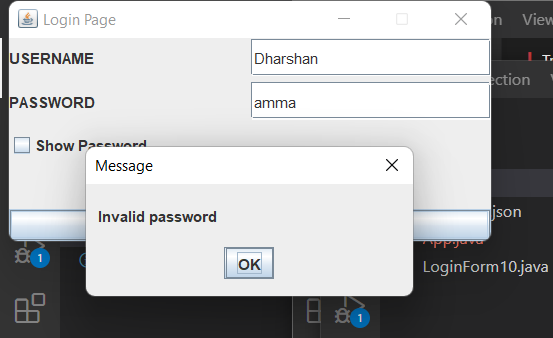 Login Page
USERNAME
Dharshan
PASSWORD
amma
Show Password
Message
Invalid password
OK
View
ection
.json
App.java
LoginForm10.java
1
1